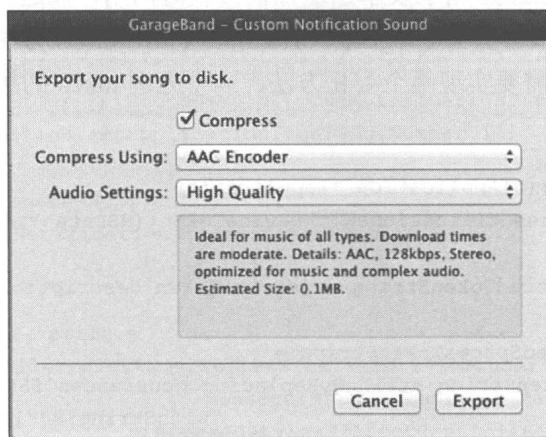 GarageBand – Custom Notification Sound
Export your song to disk.
Compress
Compress Using: AAC Encoder
Audio Settings: High Quality
Ideal for music of all types. Download times
are moderate. Details: AAC, 128kbps, Stereo,
optimized for music and complex audio.
Estimated Size: 0.1MB.
Cancel Export